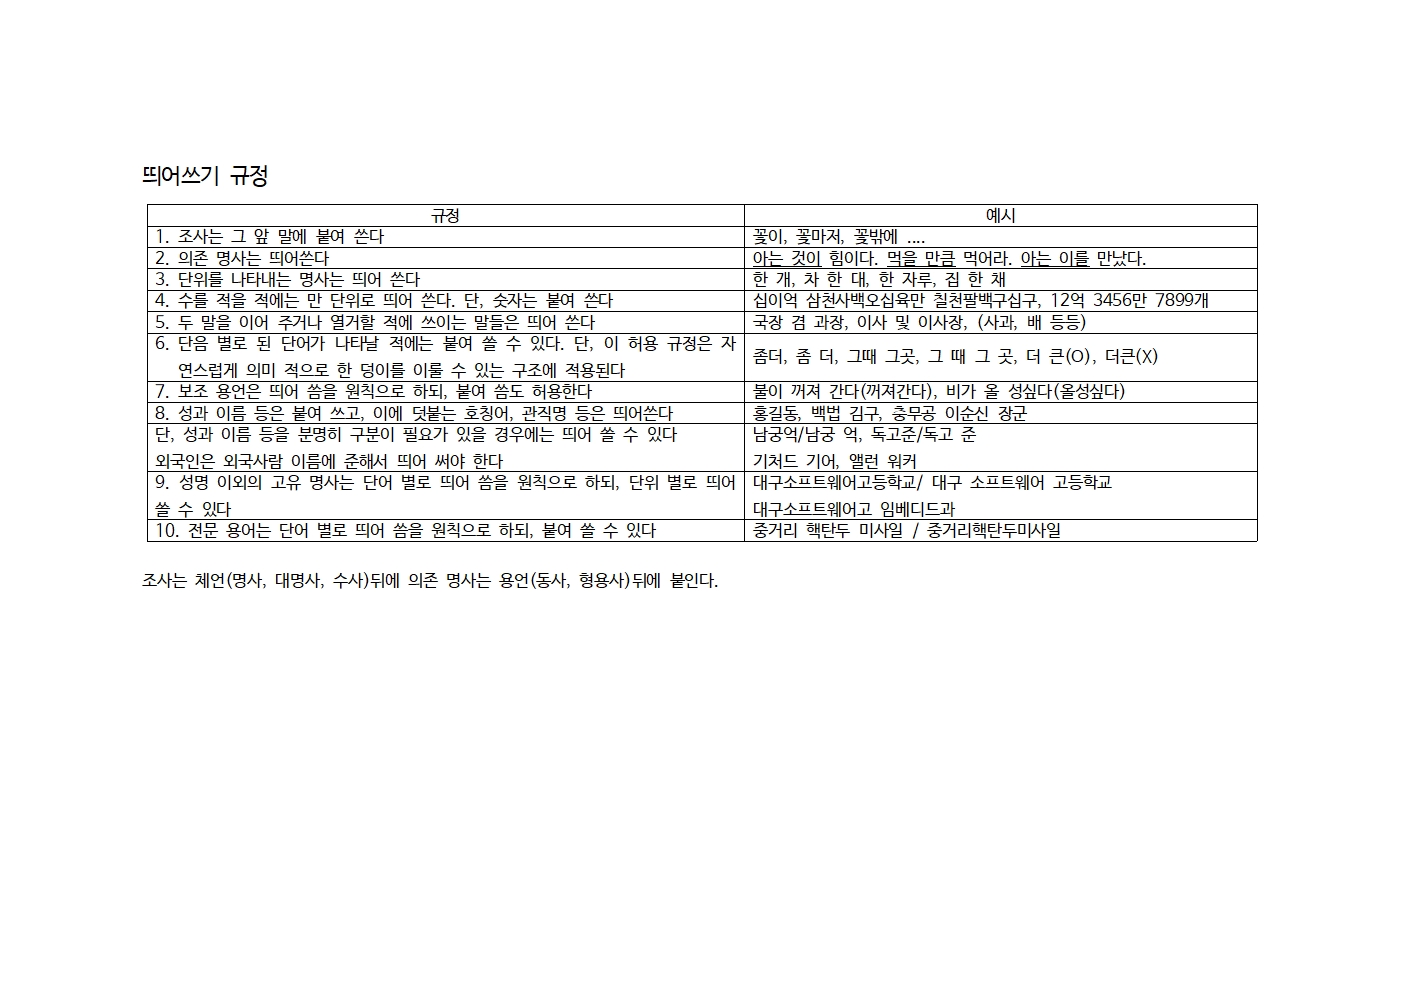 띄어쓰기 규정
규정
예시
1. 조사는 그 앞 말에 붙여 쓴다
꽃이, 꽃마저, 꽃밖에 ....
2. 의존 명사는 띄어쓴다
아는 것이 힘이다. 먹을 만큼 먹어라. 아는 이를 만났다.
3. 단위를 나타내는 명사는 띄어 쓴다
한 개, 차 한 대, 한 자루, 집 한 채
4. 수를 적을 적에는 만 단위로 띄어 쓴다. 단, 숫자는 붙여 쓴다
십이억 삼천사백오십육만 칠천팔백구십구, 12억 3456만 7899개
5. 두 말을 이어 주거나 열거할 적에 쓰이는 말들은 띄어 쓴다
국장 겸 과장, 이사 및 이사장, (사과, 배 등등)
6. 단음 별로 된 단어가 나타날 적에는 붙여 쓸 수 있다. 단, 이 허용 규정은 자
연스럽게 의미 적으로 한 덩이를 이룰 수 있는 구조에 적용된다
좀더, 좀 더, 그때 그곳, 그 때 그 곳, 더 큰(O), 더큰(X)
7. 보조 용언은 띄어 씀을 원칙으로 하되, 붙여 씀도 허용한다
불이 꺼져 간다(꺼져간다), 비가 올 성싶다(올성싶다)
8. 성과 이름 등은 붙여 쓰고, 이에 덧붙는 호칭어, 관직명 등은 띄어쓴다
홍길동, 백범 김구, 충무공 이순신 장군
단, 성과 이름 등을 분명히 구분이 필요가 있을 경우에는 띄어 쓸 수 있다
외국인은 외국사람 이름에 준해서 띄어 써야 한다
남궁억/남궁 억, 독고준/독고 준
기처드 기어, 앨런 워커
9. 성명 이외의 고유 명사는 단어 별로 띄어 씀을 원칙으로 하되, 단위 별로 띄어
쓸 수 있다
대구소프트웨어고등학교/ 대구 소프트웨어 고등학교
대구소프트웨어고 임베디드과
10. 전문 용어는 단어 별로 띄어 씀을 원칙으로 하되, 붙여 쓸 수 있다
중거리 핵탄두 미사일 / 중거리핵탄두미사일
조사는 체언(명사, 대명사, 수사)뒤에 의존 명사는 용언(동사, 형용사)뒤에 붙인다.